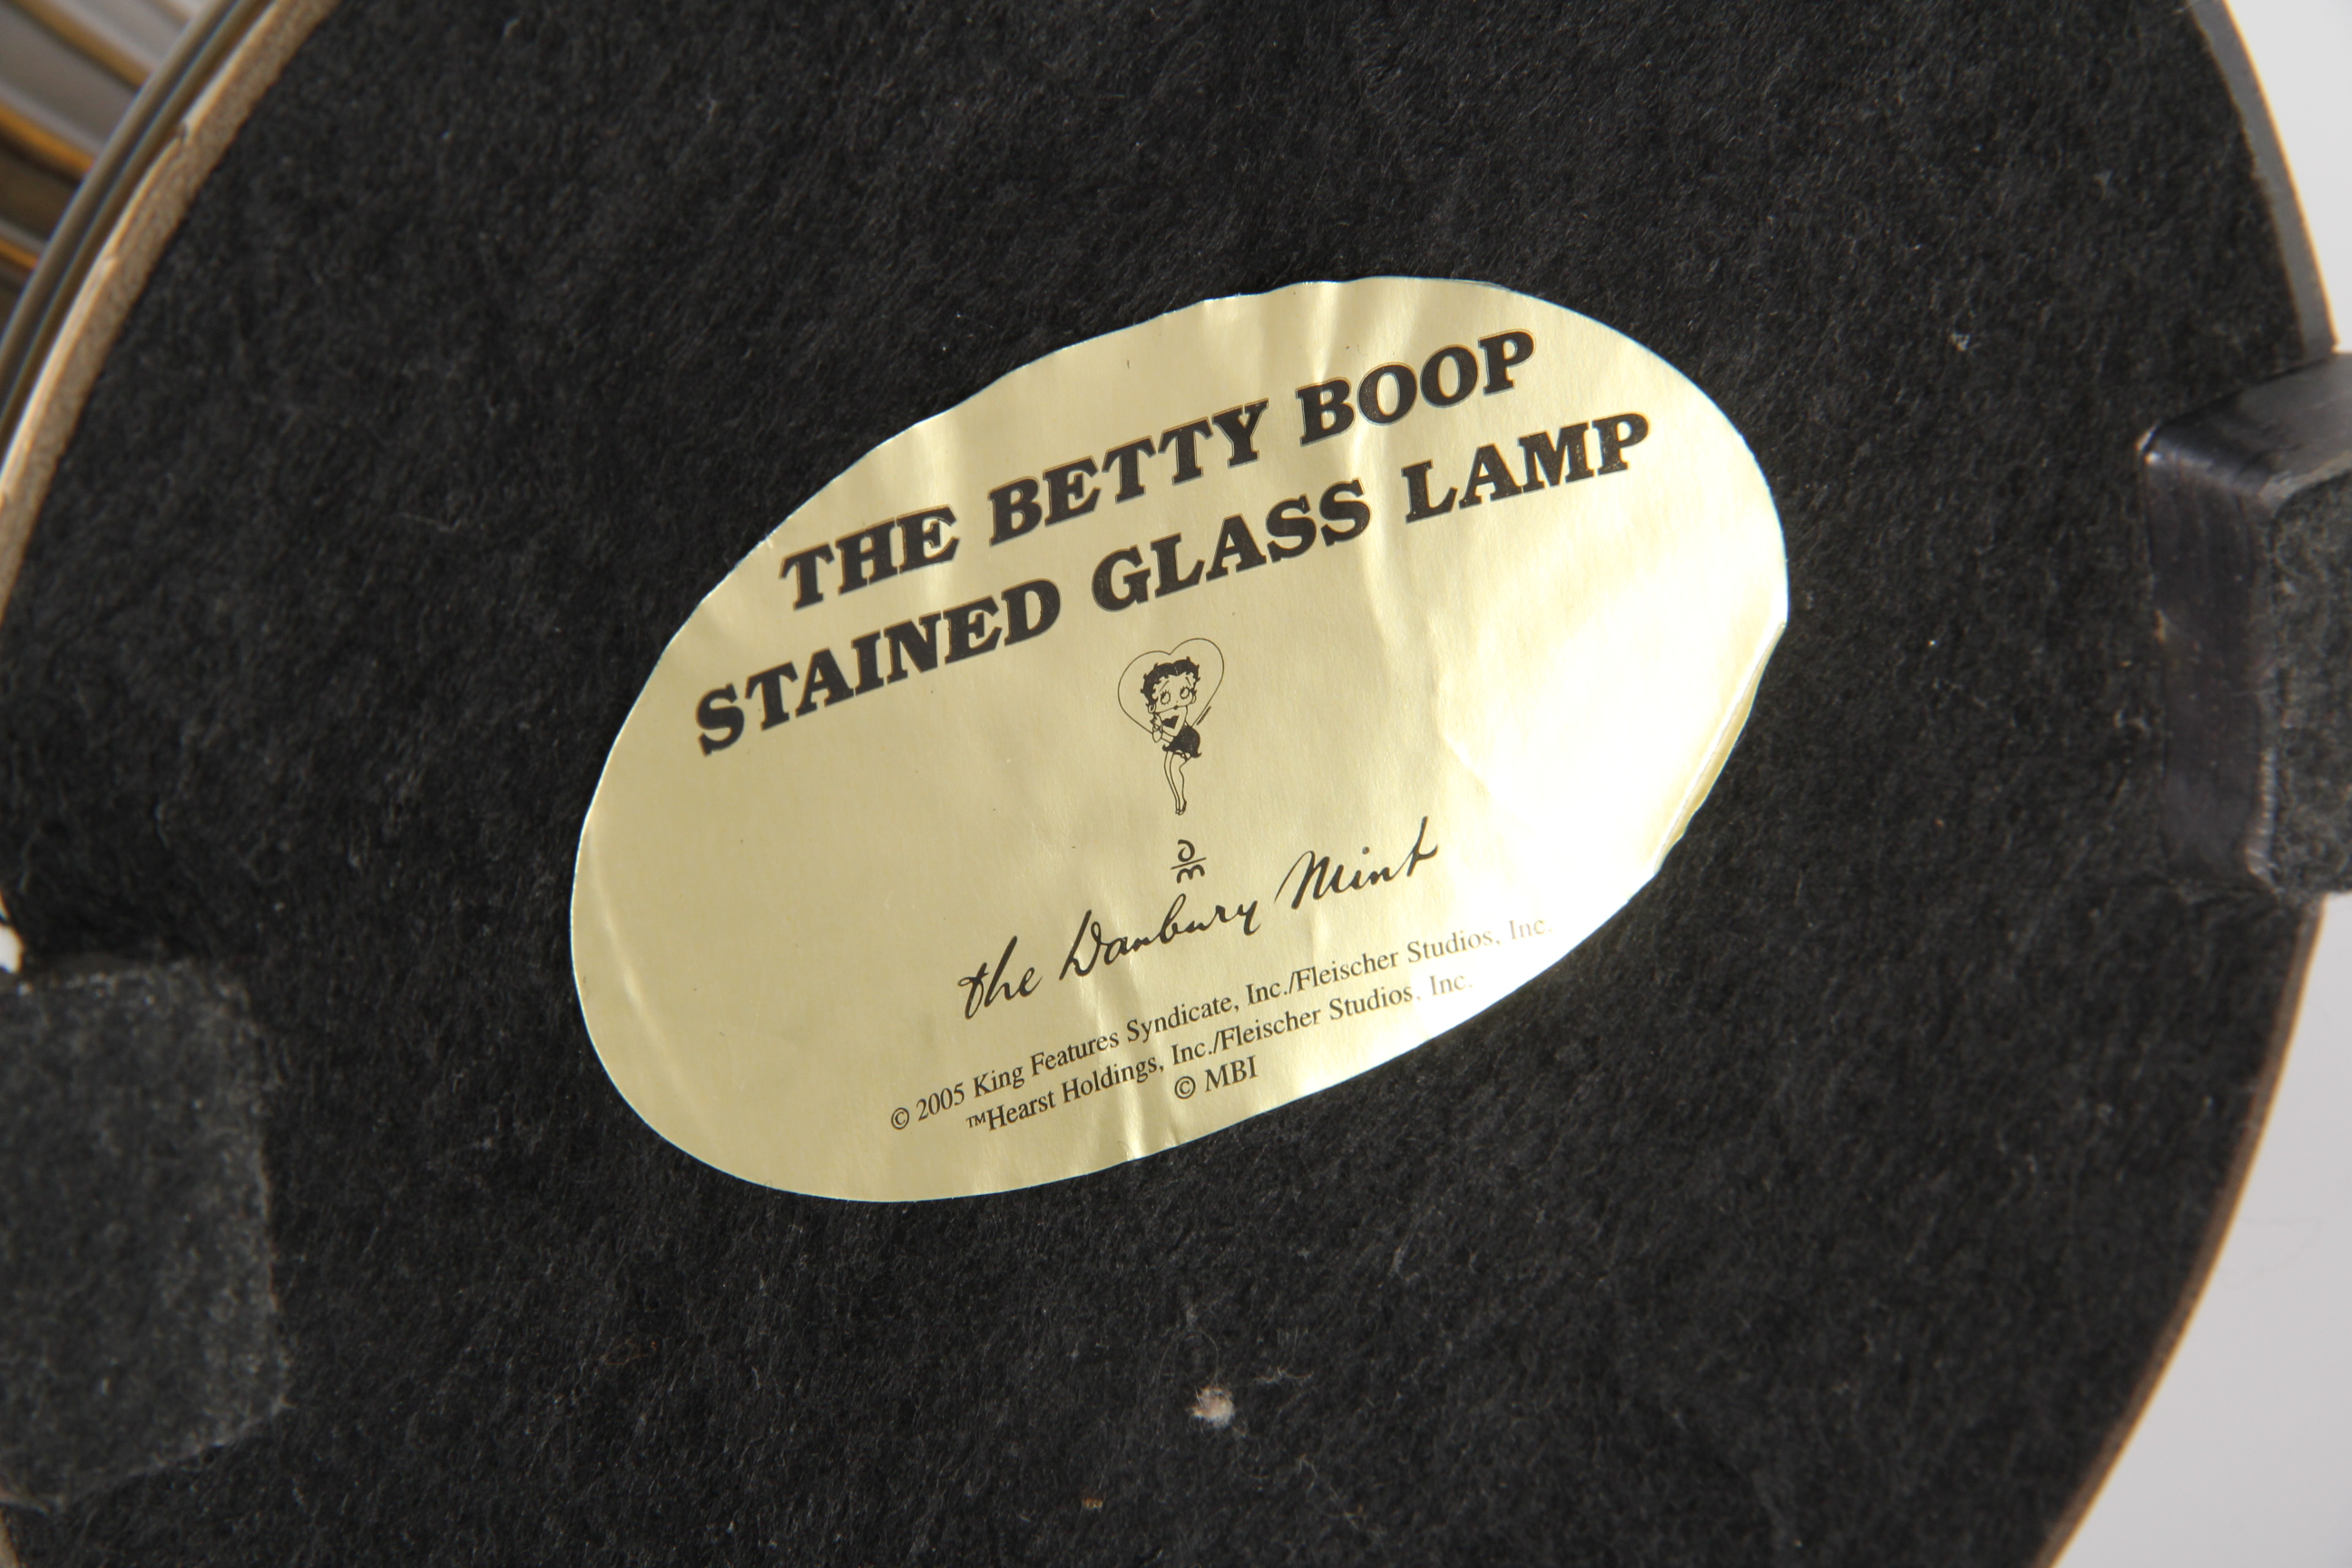 THE BETTY BOOP
STAINED GLASS LAMP
dm
the Danbury Mint
© 2005 King Features Syndicate, Inc./Fleischer Studios, Inc.
™Hearst Holdings, Inc./Fleischer Studios, Inc.
© MBI